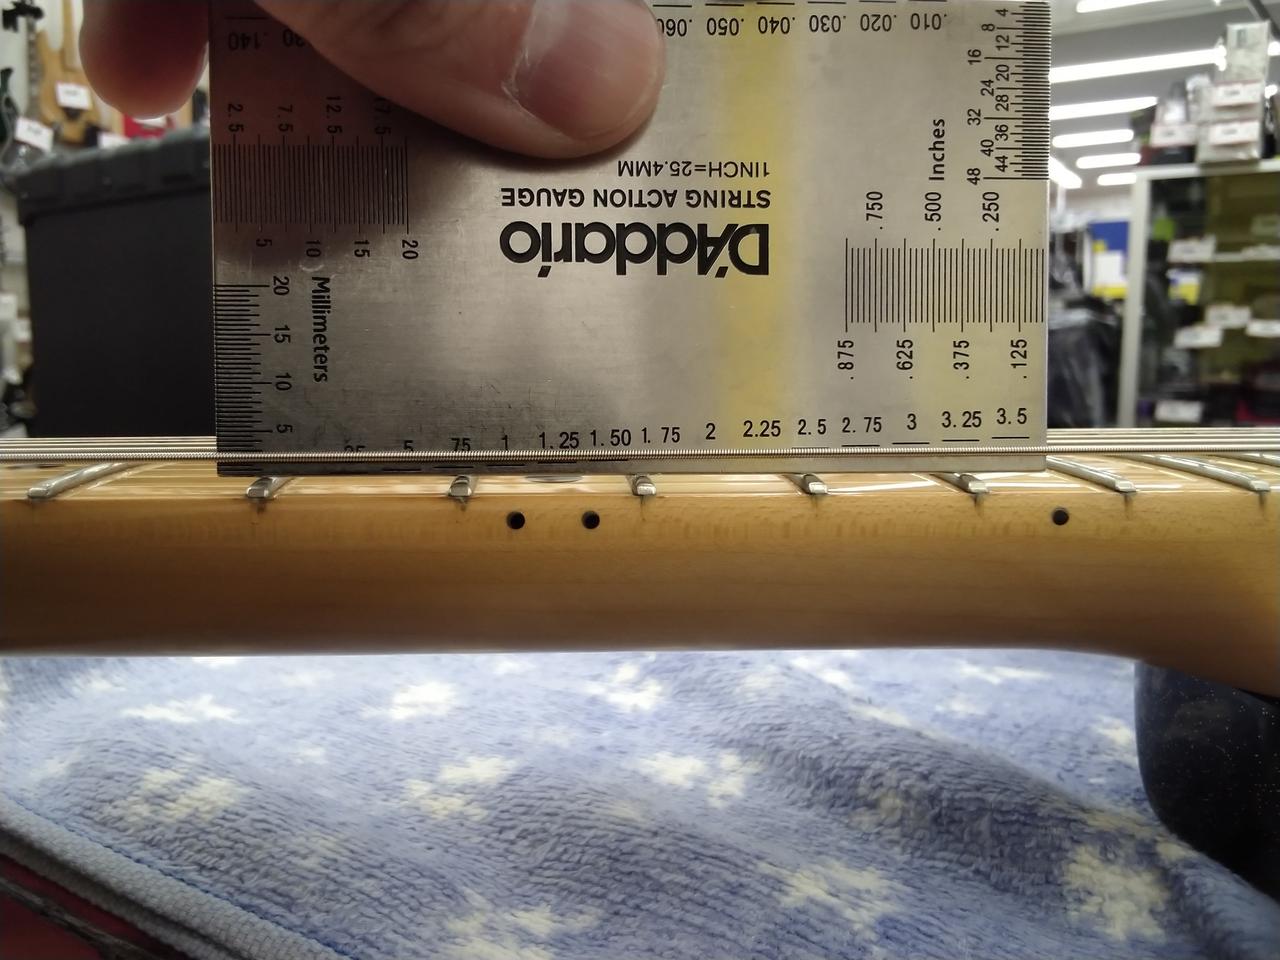 .140 .060 .050 .040 .030 .020 .010
4 8 12 16 20 24 28 32 36 40 44 48
2.5 7.5 12.5 17.5
Inches
1INCH=25.4MM
STRING ACTION GAUGE
D'Addario
5 10 15 20
.750 .500 .250
Millimeters
20 15 10 5
.875 .625 .375 .125
75 1 1.25 1.50 1.75 2 2.25 2.5 2.75 3 3.25 3.5